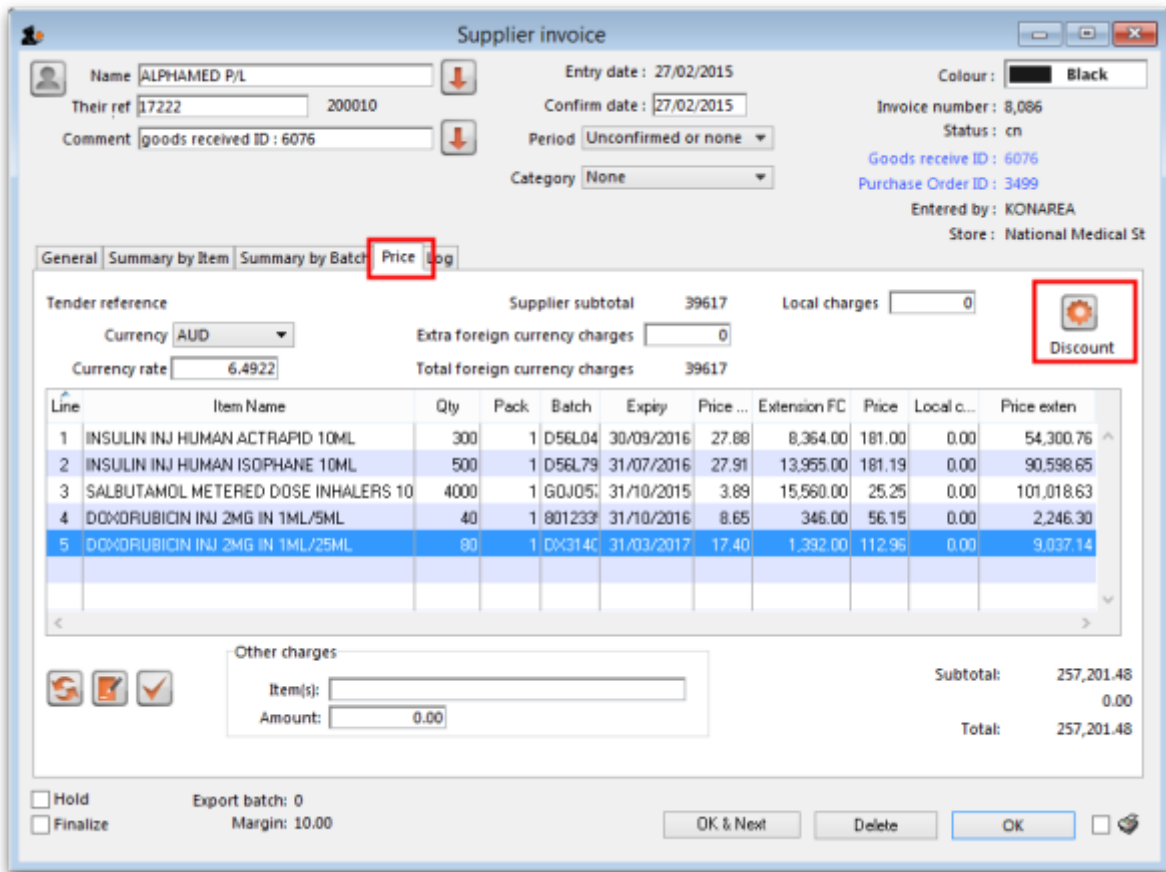 Supplier invoice
Name ALPHAMED P/L Entry date : 27/02/2015 Colour : Black
Their ref 17222 200010 Confirm date : 27/02/2015 Invoice number : 8,086
Comment goods received ID : 6076 Period Unconfirmed or none Status : cn
Goods receive ID : 6076
Category None Purchase Order ID : 3499
Entered by : KONAREA
Store : National Medical St
General Summary by Item Summary by Batch Price Log
Tender reference Supplier subtotal 39617 Local charges 0
Currency AUD Extra foreign currency charges 0 Discount
Currency rate 6.4922 Total foreign currency charges 39617
Line Item Name Qty Pack Batch Expiry Price ... Extension FC Price Local c... Price exten
1 INSULIN INJ HUMAN ACTRAPID 10ML 300 1 D56L04 30/09/2016 27.88 8,364.00 181.00 0.00 54,300.76
2 INSULIN INJ HUMAN ISOPHANE 10ML 500 1 D56L79 31/07/2016 27.91 13,955.00 181.19 0.00 90,598.65
3 SALBUTAMOL METERED DOSE INHALERS 10 4000 1 31/10/2015 3.89 15,560.00 25.25 0.00 101,018.63
4 DOXORUBICIN INJ 2MG IN 1ML/5ML 40 1 31/10/2016 8.65 346.00 56.15 0.00 2,246.30
5 DOXORUBICIN INJ 2MG IN 1ML/25ML 80 1 31/03/2017 17.40 1,392.00 112.96 0.00 9,037.14
Other charges
Item(s): Subtotal: 257,201.48
0.00
Amount: 0.00 Total: 257,201.48
Hold Export batch: 0
Finalize Margin: 10.00 OK & Next Delete OK